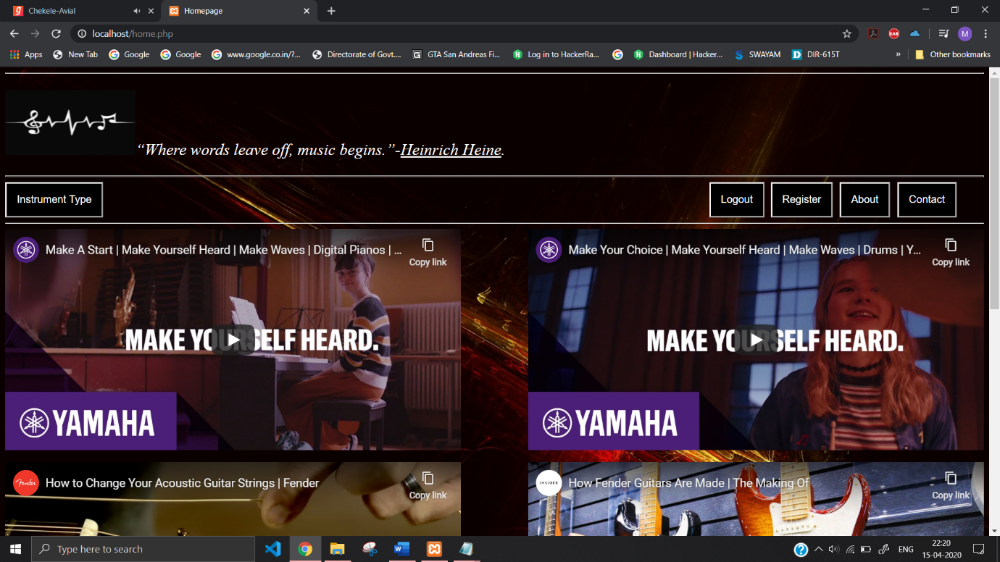 Chekele-Avial
Homepage
localhost/home.php
EAB
M
Apps
New Tab
Google
Google
www.google.co.in/?...
Directorate of Govt....
GTA San Andreas Fi...
Log in to HackerRa...
Dashboard | Hacker...
SWAYAM
DIR-615T
»
Other bookmarks
“Where words leave off, music begins.”-Heinrich Heine.
Instrument Type
Logout
Register
About
Contact
Make A Start | Make Yourself Heard | Make Waves | Digital Pianos | ...
Copy link
MAKE YOURSELF HEARD.
YAMAHA
Make Your Choice | Make Yourself Heard | Make Waves | Drums | Y...
Copy link
MAKE YOURSELF HEARD.
YAMAHA
Fender
How to Change Your Acoustic Guitar Strings | Fender
Copy link
INSIDER
How Fender Guitars Are Made | The Making Of
Copy link
Type here to search
ENG
22:20
15-04-2020